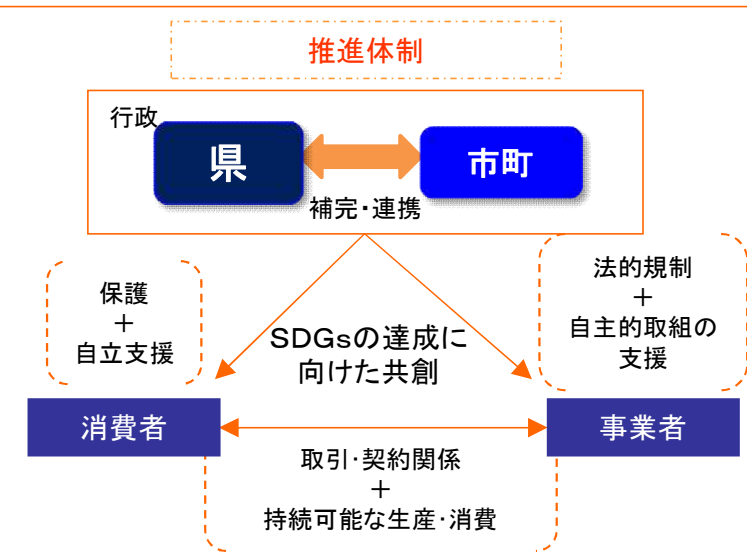 推進体制
行政
県
市町
補完・連携
保護
＋
自立支援
法的規制
＋
自主的取組の
支援
SDGsの達成に
向けた共創
消費者
事業者
取引・契約関係
＋
持続可能な生産・消費